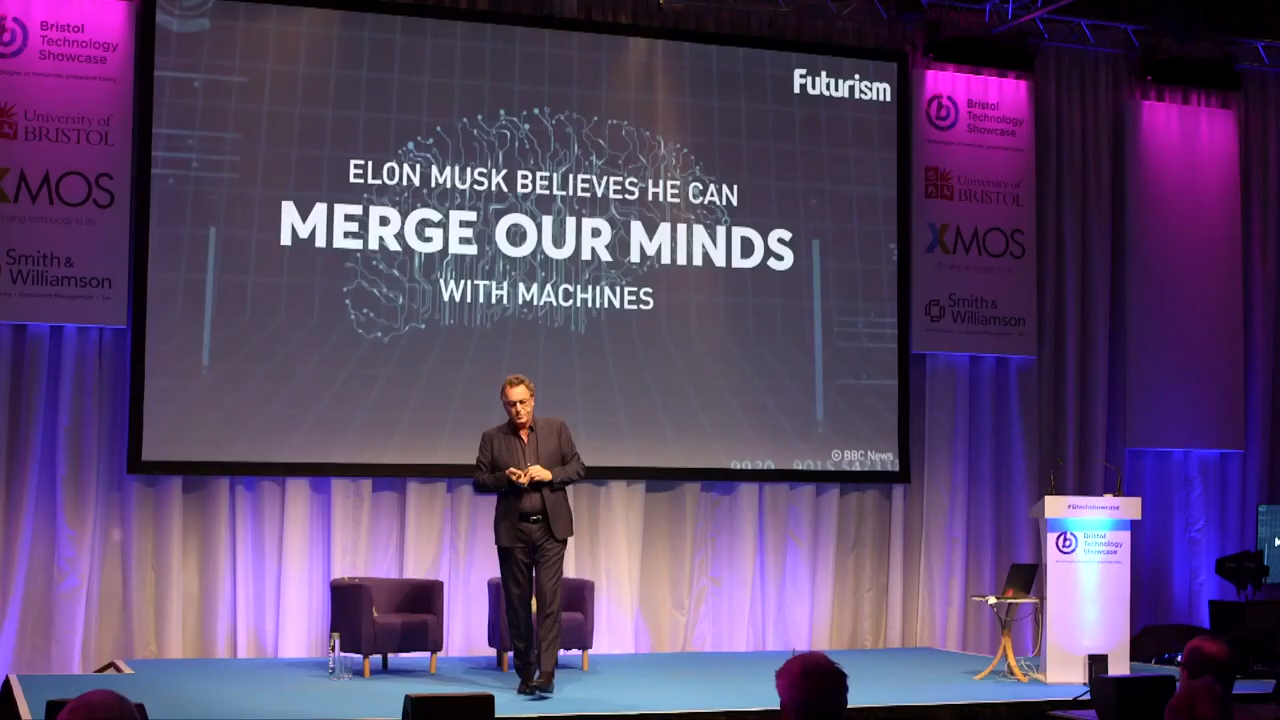 Bristol
Technology
Showcase
University of
BRISTOL
XMOS
Smith &
Williamson
Futurism
ELON MUSK BELIEVES HE CAN
MERGE OUR MINDS
WITH MACHINES
BBC News
Bristol
Technology
Showcase
University of
BRISTOL
XMOS
Smith &
Williamson
#Btechshowcase
Bristol
Technology
Showcase